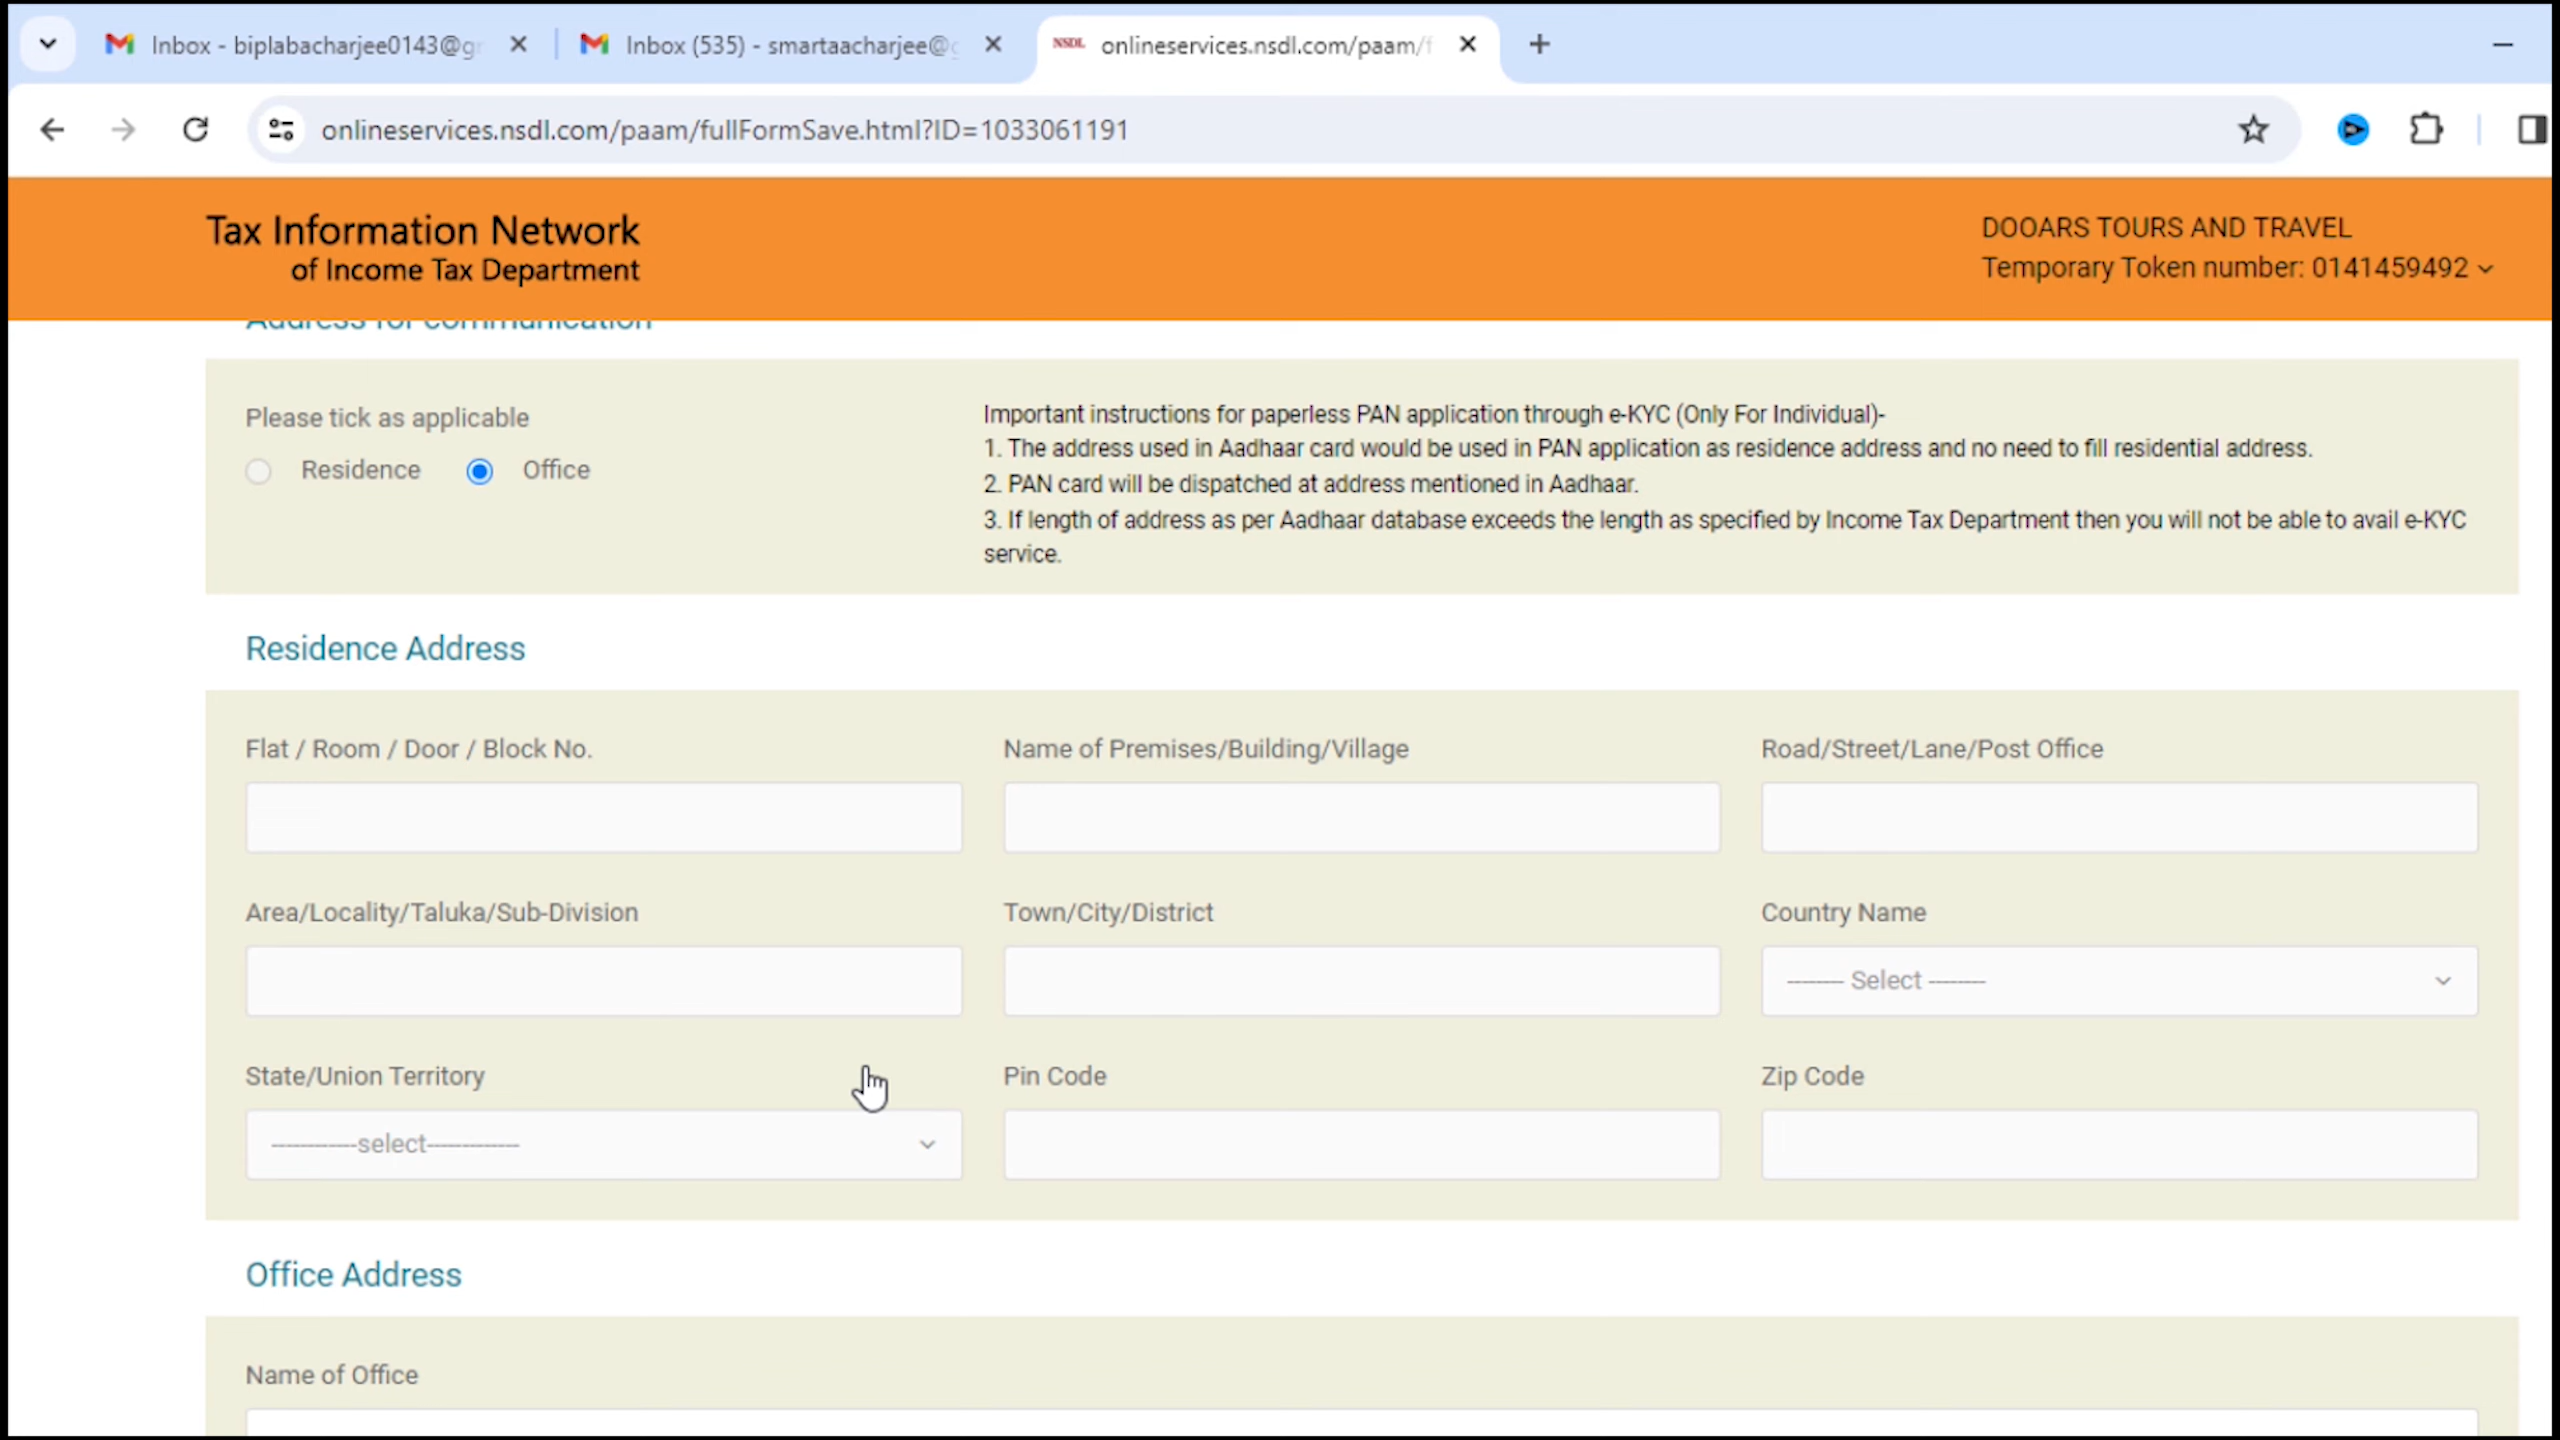 Inbox - biplabacharjee0143@gr
Inbox (535) - smartaacharjee@g
NSDL onlineservices.nsdl.com/paam/f
onlineservices.nsdl.com/paam/fullFormSave.html?ID=1033061191
Tax Information Network
of Income Tax Department
DOOARS TOURS AND TRAVEL
Temporary Token number: 0141459492
Address for communication
Please tick as applicable
Residence Office
Important instructions for paperless PAN application through e-KYC (Only For Individual)-
1. The address used in Aadhaar card would be used in PAN application as residence address and no need to fill residential address.
2. PAN card will be dispatched at address mentioned in Aadhaar.
3. If length of address as per Aadhaar database exceeds the length as specified by Income Tax Department then you will not be able to avail e-KYC
service.
Residence Address
Flat / Room / Door / Block No. Name of Premises/Building/Village Road/Street/Lane/Post Office
Area/Locality/Taluka/Sub-Division Town/City/District Country Name
-------- Select --------
State/Union Territory Pin Code Zip Code
------------select-------------
Office Address
Name of Office